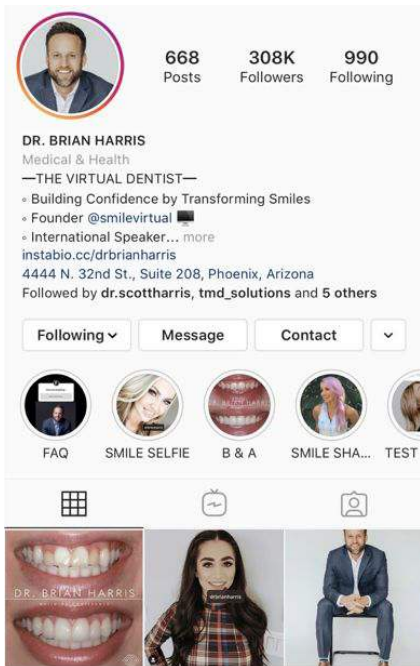 668 308K 990
Posts Followers Following
DR. BRIAN HARRIS
Medical & Health
—THE VIRTUAL DENTIST—
◦ Building Confidence by Transforming Smiles
◦ Founder @smilevirtual 🖥️
◦ International Speaker... more
instabio.cc/drbrianharris
4444 N. 32nd St., Suite 208, Phoenix, Arizona
Followed by dr.scottharris, tmd_solutions and 5 others
Following Message Contact
FAQ SMILE SELFIE B & A SMILE SHA... TEST
DR. BRIAN HARRIS
drbrianharris